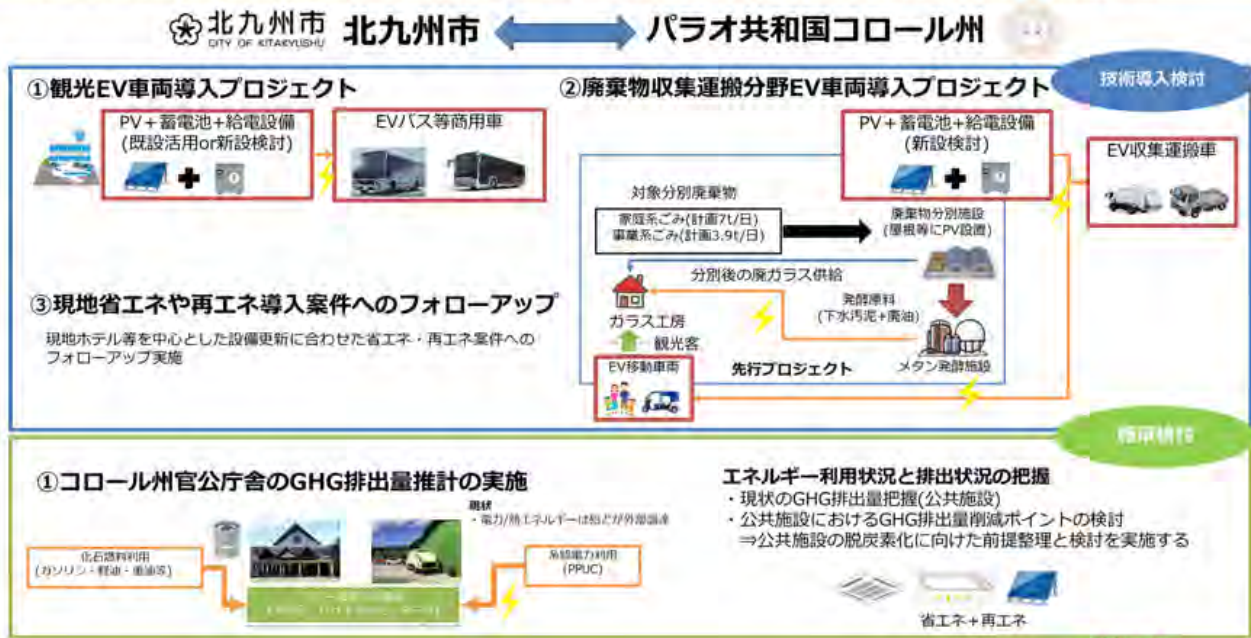 北九州市
CITY OF KITAKYUSHU
北九州市
パラオ共和国コロール州
技術導入検討
①観光EV車両導入プロジェクト
PV+蓄電池+給電設備
(既設活用or新設検討)
EVバス等商用車
②廃棄物収集運搬分野EV車両導入プロジェクト
PV+蓄電池+給電設備
(新設検討)
EV収集運搬車
対象分別廃棄物
家庭系ごみ(計画7t/日)
事業系ごみ(計画3.9t/日)
廃棄物分別施設
(屋根等にPV設置)
分別後の廃ガラス供給
ガラス工房
発酵原料
(下水汚泥+廃油)
観光客
EV移動車両
先行プロジェクト
メタン発酵施設
③現地省エネや再エネ導入案件へのフォローアップ
現地ホテル等を中心とした設備更新に合わせた省エネ・再エネ案件への
フォローアップ実施
①コロール州官公庁舎のGHG排出量推計の実施
現状
・電力/熱エネルギーは殆どが外部調達
化石燃料利用
(ガソリン・軽油・重油等)
系統電力利用
(PPUC)
エネルギー利用状況と排出状況の把握
・現状のGHG排出量把握(公共施設)
・公共施設におけるGHG排出量削減ポイントの検討
⇒公共施設の脱炭素化に向けた前提整理と検討を実施する
省エネ+再エネ